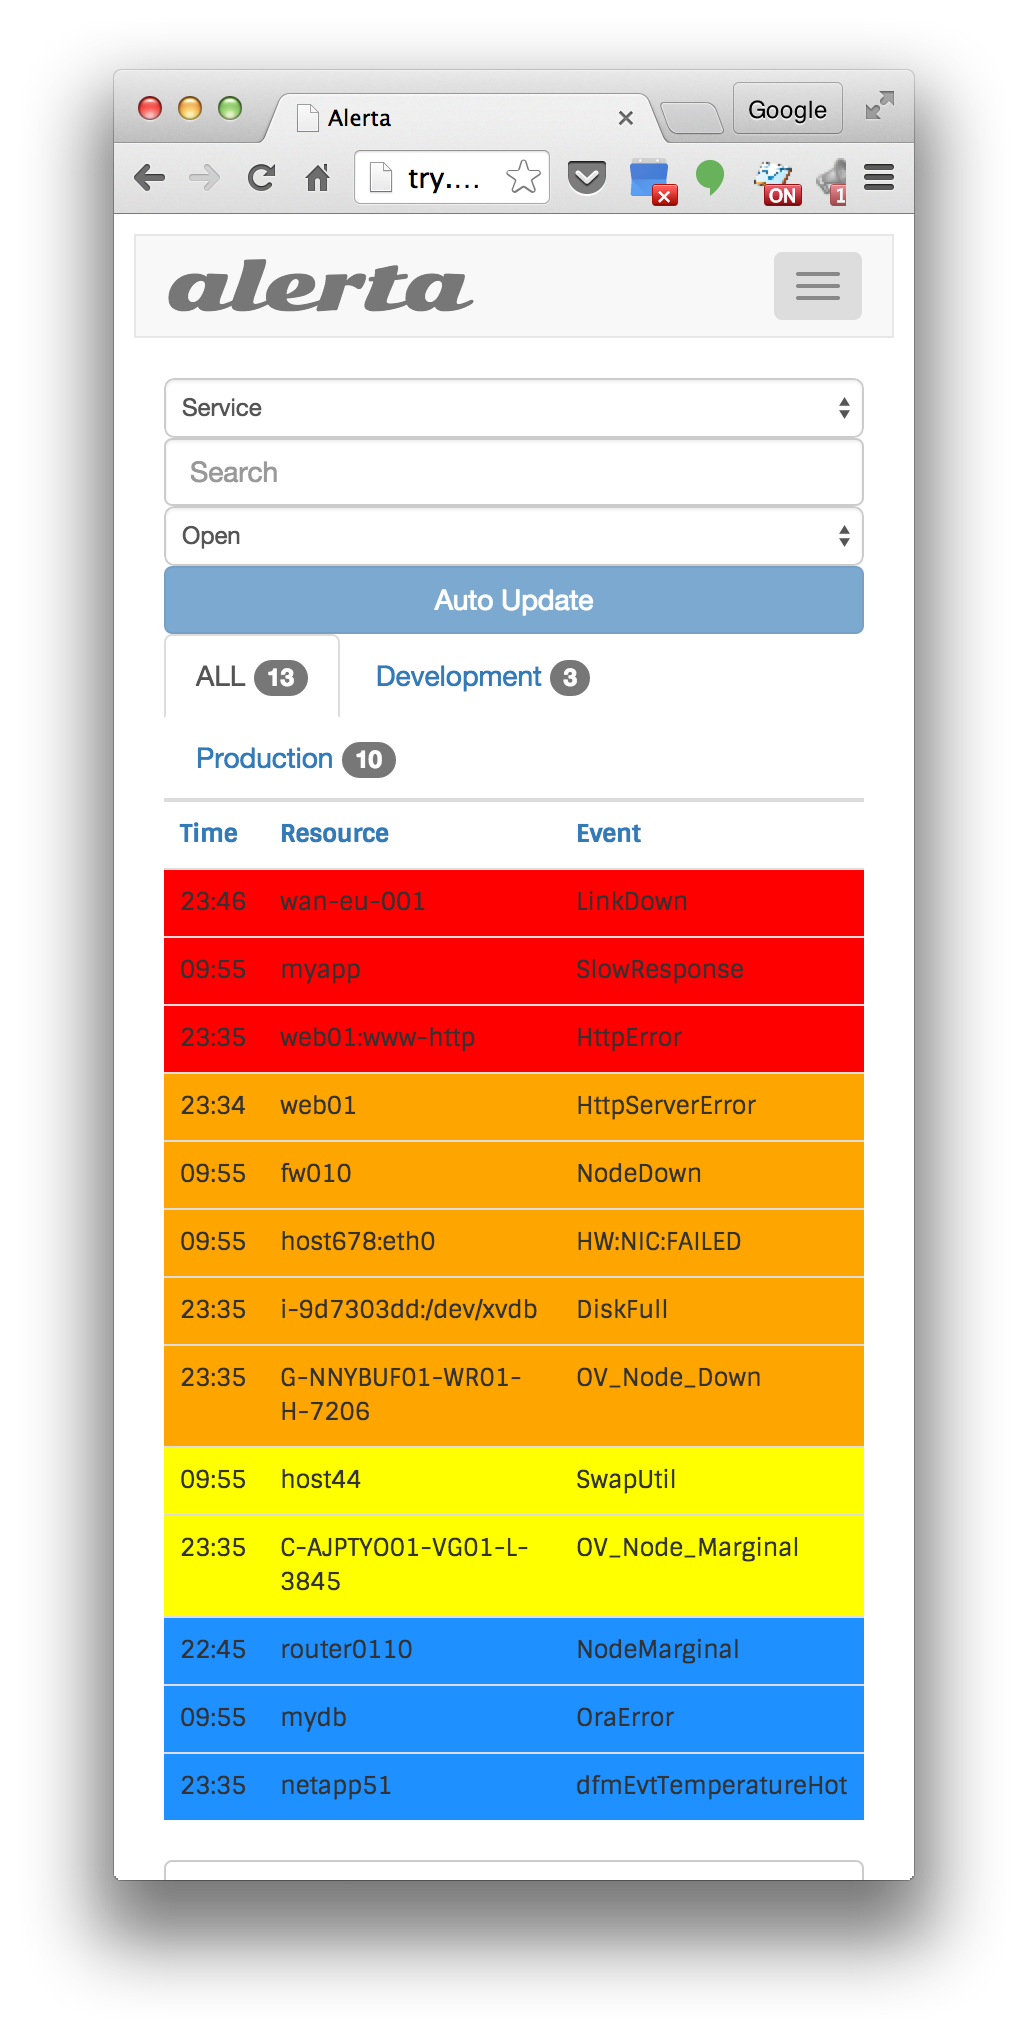 Alerta
Google
try....
ON
1
alerta
Service
Search
Open
Auto Update
ALL 13 Development 3
Production 10
Time Resource Event
23:46 wan-eu-001 LinkDown
09:55 myapp SlowResponse
23:35 web01:www-http HttpError
23:34 web01 HttpServerError
09:55 fw010 NodeDown
09:55 host678:eth0 HW:NIC:FAILED
23:35 i-9d7303dd:/dev/xvdb DiskFull
23:35 G-NNYBUF01-WR01- OV_Node_Down
H-7206
09:55 host44 SwapUtil
23:35 C-AJPTYO01-VG01-L- OV_Node_Marginal
3845
22:45 router0110 NodeMarginal
09:55 mydb OraError
23:35 netapp51 dfmEvtTemperatureHot